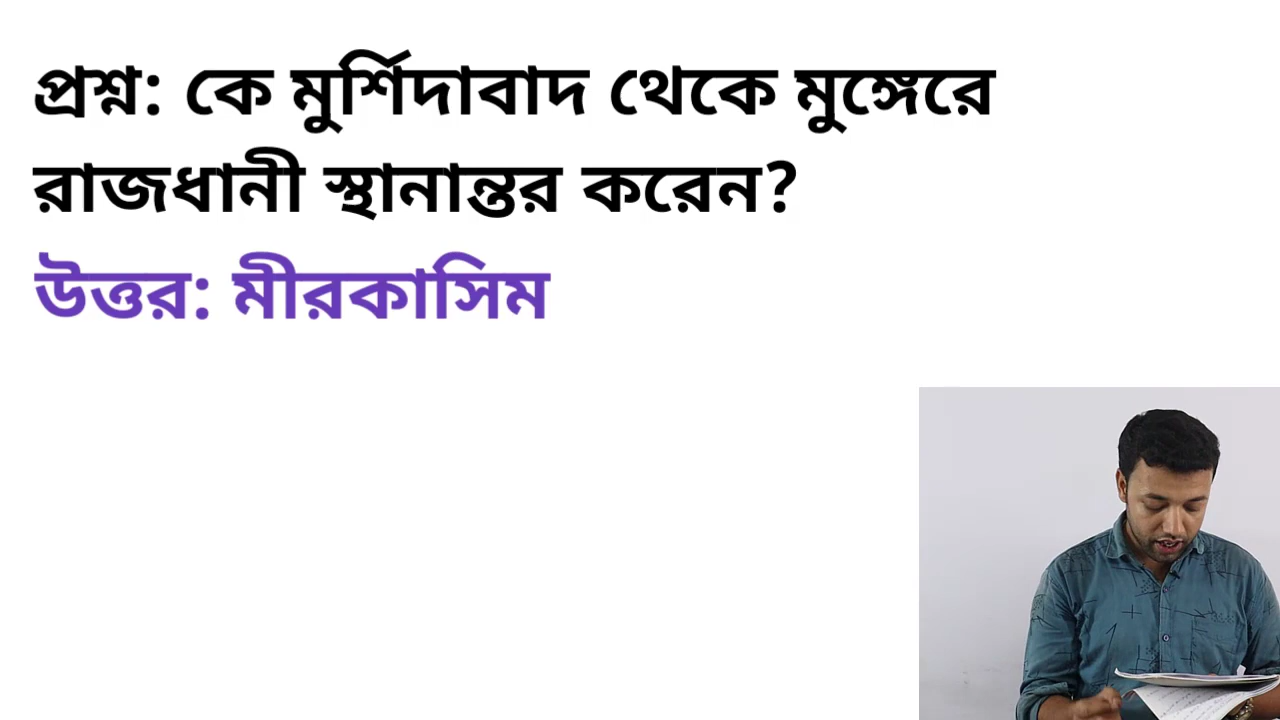 প্রশ্ন: কে মুর্শিদাবাদ থেকে মুঙ্গেরে
রাজধানী স্থানান্তর করেন?
উত্তর: মীরকাসিম